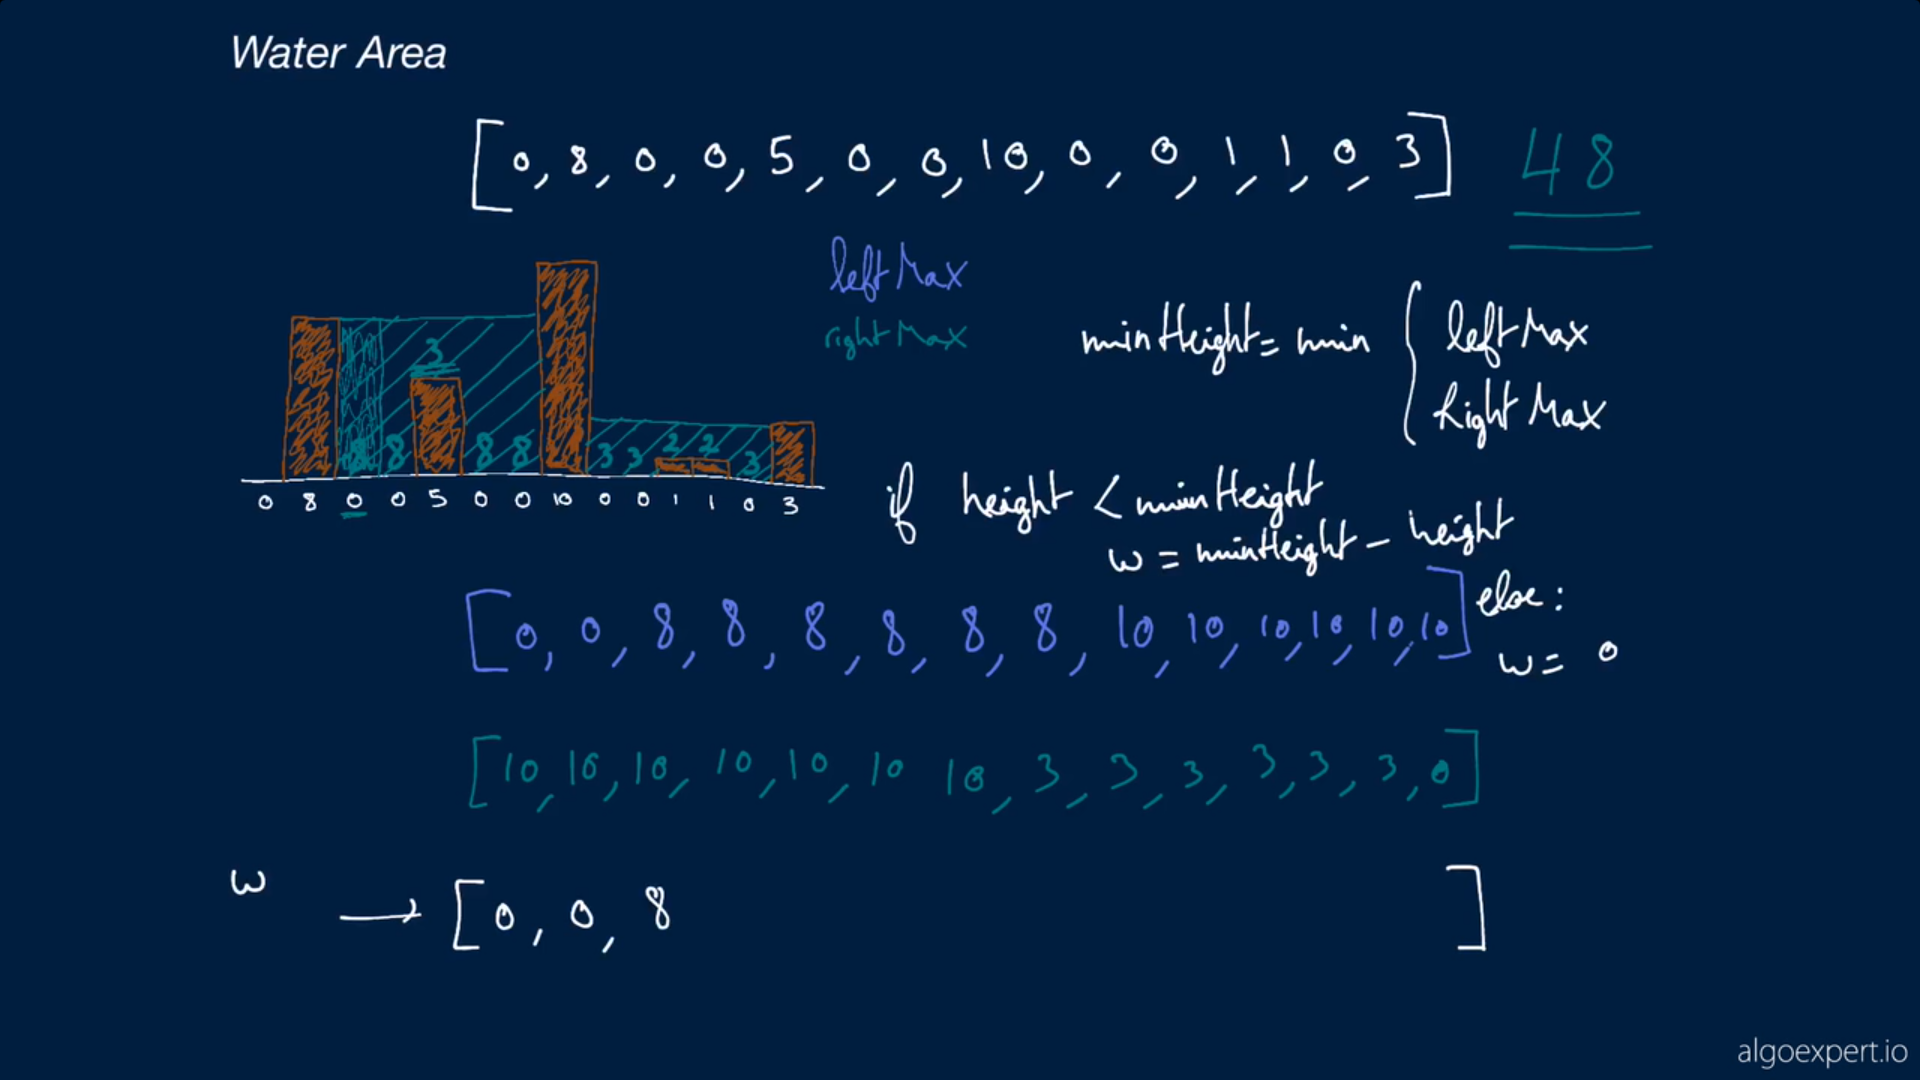 Water Area
[0, 8, 0, 0, 5, 0, 0, 10, 0, 0, 1, 1, 0, 3] 48
leftMax
rightMax
minHeight = min { leftMax
RightMax
3
8 8 8 8 3 3 2 2 3
0 8 0 0 5 0 0 10 0 0 1 1 0 3
if height < minHeight
w = minHeight - height
else:
w = 0
[0, 0, 8, 8, 8, 8, 8, 8, 10, 10, 10, 10, 10, 10]
[10, 10, 10, 10, 10, 10 10, 3, 3, 3, 3, 3, 3, 0]
w → [0, 0, 8 ]
algoexpert.io